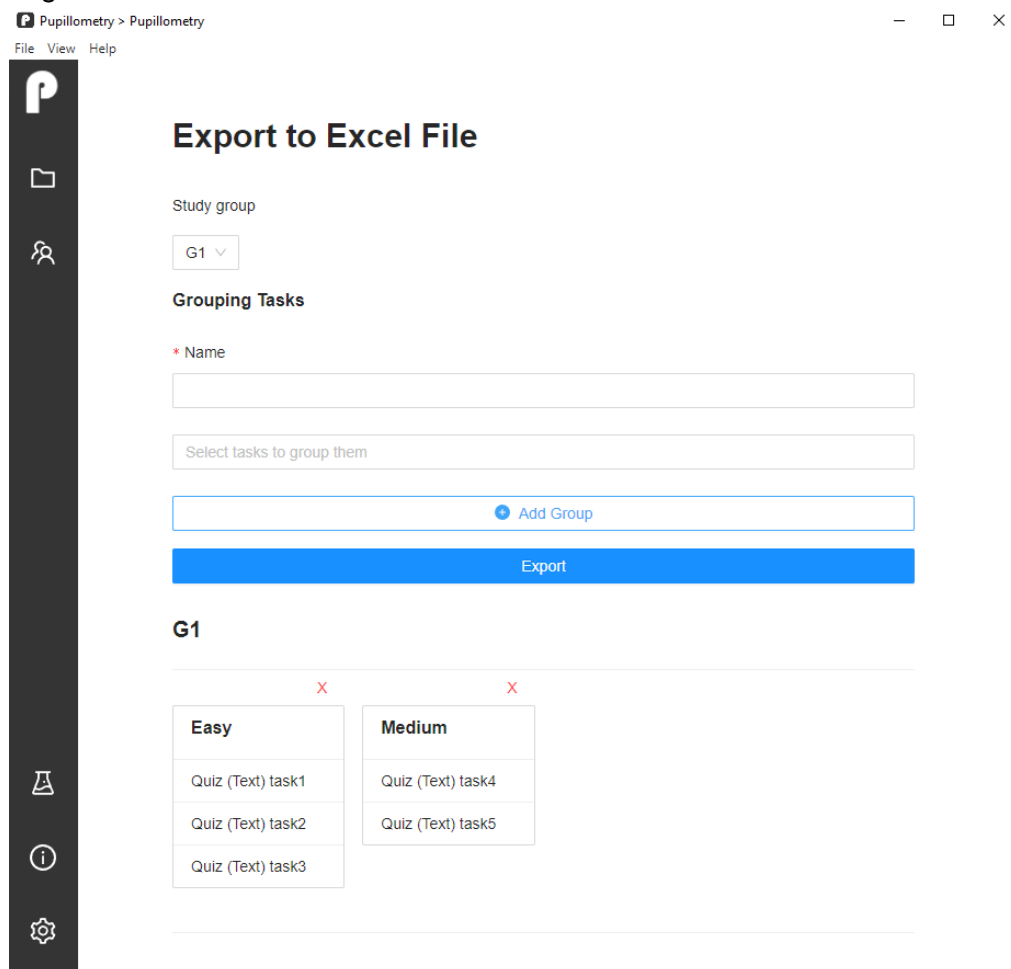 Pupillometry > Pupillometry
File View Help
Export to Excel File
Study group
G1
Grouping Tasks
* Name
Select tasks to group them
Add Group
Export
G1
X X
Easy Medium
Quiz (Text) task1 Quiz (Text) task4
Quiz (Text) task2 Quiz (Text) task5
Quiz (Text) task3